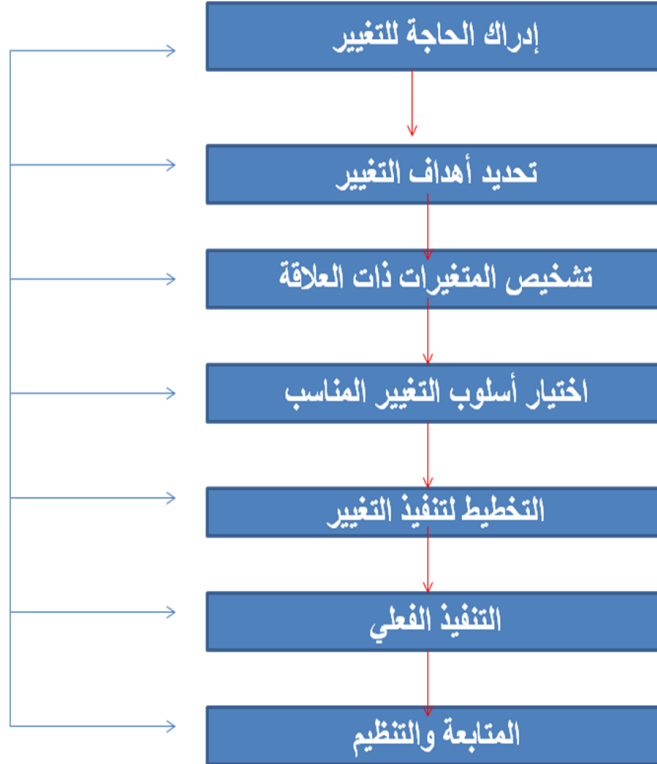 إدراك الحاجة للتغيير
تحديد أهداف التغيير
تشخيص المتغيرات ذات العلاقة
اختيار أسلوب التغيير المناسب
التخطيط لتنفيذ التغيير
التنفيذ الفعلي
المتابعة والتنظيم